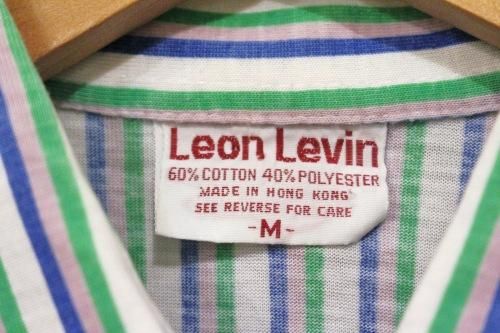 Leon Levin
60% COTTON 40% POLYESTER
MADE IN HONG KONG
SEE REVERSE FOR CARE
-M-